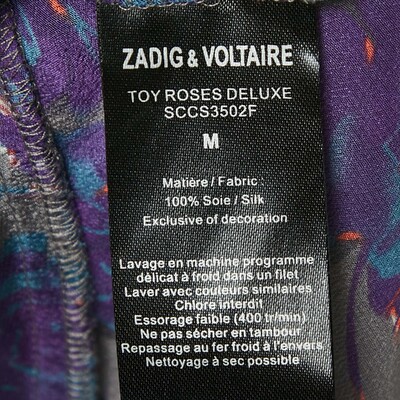 ZADIG & VOLTAIRE
TOY ROSES DELUXE
SCCS3502F
M
Matière / Fabric :
100% Soie / Silk
Exclusive of decoration
Lavage en machine programme
délicat à froid dans un filet
Laver avec couleurs similaires
Chlore interdit
Essorage faible (400 tr/min)
Ne pas sécher en tambour
Repassage au fer froid à l'envers
Nettoyage à sec possible